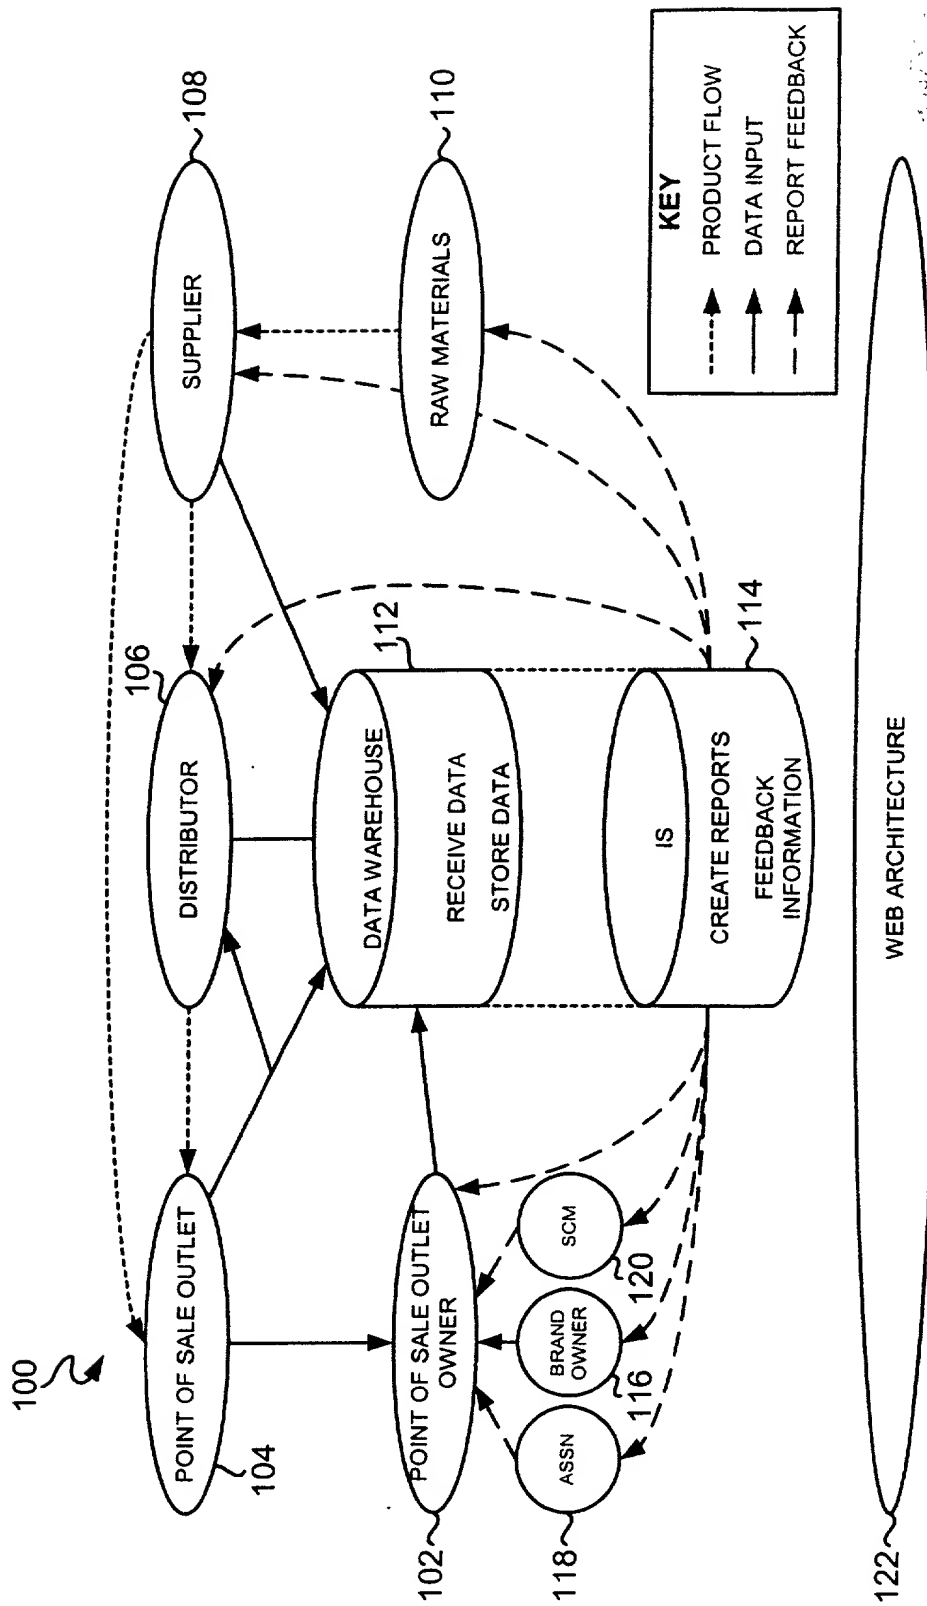 100
POINT OF SALE OUTLET
104
DISTRIBUTOR
106
SUPPLIER
108
POINT OF SALE OUTLET
OWNER
102
DATA WAREHOUSE
RECEIVE DATA
STORE DATA
112
RAW MATERIALS
110
ASSN
118
BRAND
OWNER
116
SCM
120
IS
CREATE REPORTS
FEEDBACK
INFORMATION
114
KEY
PRODUCT FLOW
DATA INPUT
REPORT FEEDBACK
WEB ARCHITECTURE
122